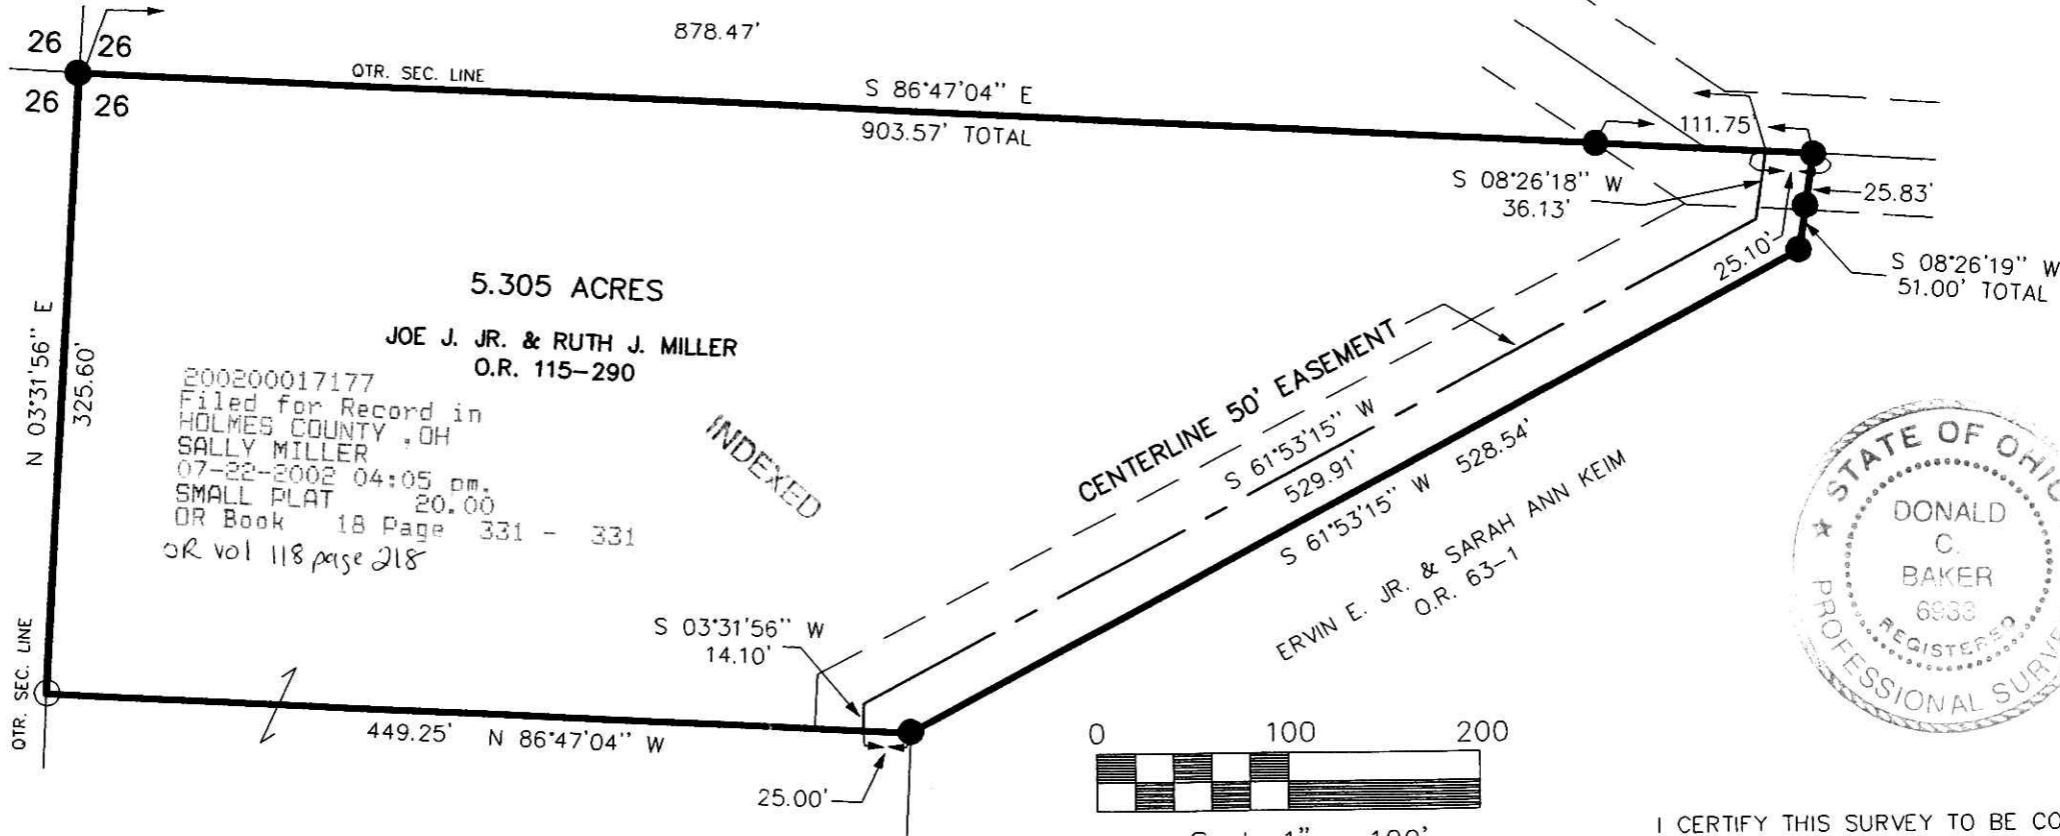 878.47'
26 26
26 26
QTR. SEC. LINE
S 86°47'04" E
903.57' TOTAL
111.75'
S 08°26'18" W
36.13'
25.83'
25.10'
S 08°26'19" W
51.00' TOTAL
5.305 ACRES
JOE J. JR. & RUTH J. MILLER
O.R. 115-290
N 03°31'56" E
325.60'
200200017177
Filed for Record in
HOLMES COUNTY , OH
SALLY MILLER
07-22-2002 04:05 pm.
SMALL PLAT 20.00
OR Book 18 Page 331 - 331
OR vol 118 page 218
INDEXED
CENTERLINE 50' EASEMENT
S 61°53'15" W
529.91'
S 61°53'15" W 528.54'
ERVIN E. JR. & SARAH ANN KEIM
O.R. 63-1
STATE OF OHIO
DONALD
C.
BAKER
6933
REGISTERED
PROFESSIONAL
S 03°31'56" W
14.10'
QTR. SEC. LINE
449.25' N 86°47'04" W
25.00'
0 100 200
1" 100'
I CERTIFY THIS SURVEY TO BE